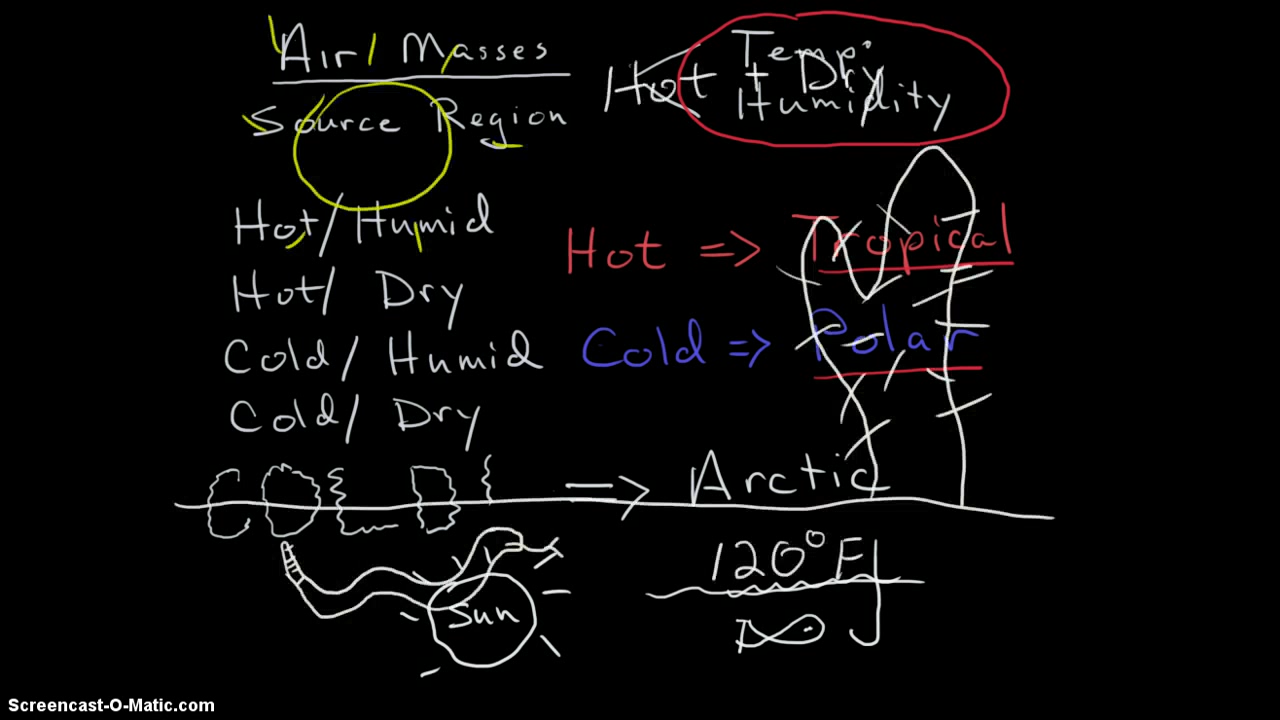 Air Masses
Source Region
Temp.
Hot + Dry
Humidity
Hot/ Humid
Hot/ Dry
Cold/ Humid
Cold/ Dry
Hot => Tropical
Cold => Polar
COLD
=> Arctic
120° F
Sun
Screencast-O-Matic.com